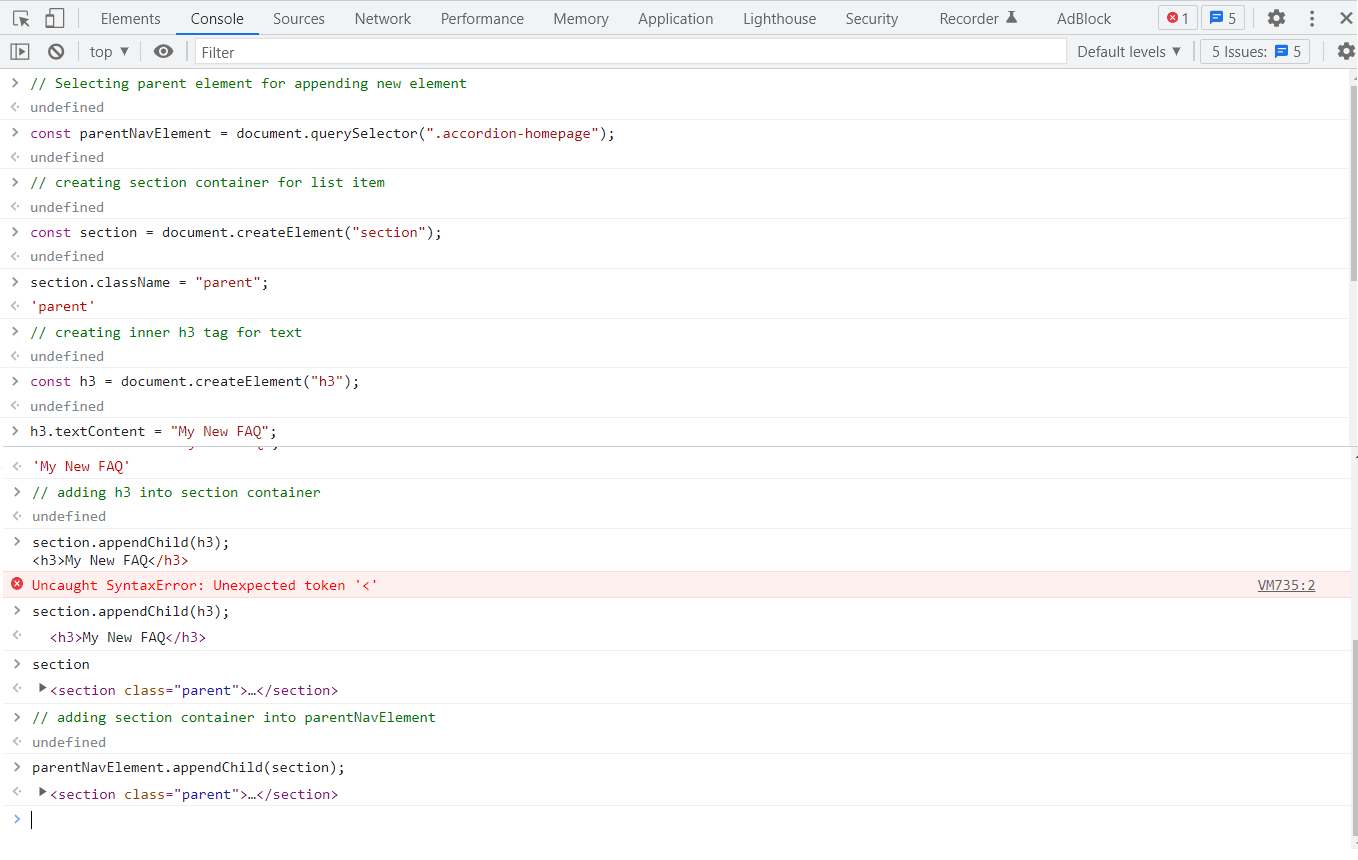 Elements Console Sources Network Performance Memory Application Lighthouse Security Recorder AdBlock 1 5
top Filter Default levels 5 Issues: 5
// Selecting parent element for appending new element
undefined
const parentNavElement = document.querySelector(".accordion-homepage");
undefined
// creating section container for list item
undefined
const section = document.createElement("section");
undefined
section.className = "parent";
'parent'
// creating inner h3 tag for text
undefined
const h3 = document.createElement("h3");
undefined
h3.textContent = "My New FAQ";
'My New FAQ'
// adding h3 into section container
undefined
section.appendChild(h3);
<h3>My New FAQ</h3>
Uncaught SyntaxError: Unexpected token '<' VM735:2
section.appendChild(h3);
<h3>My New FAQ</h3>
section
<section class="parent">…</section>
// adding section container into parentNavElement
undefined
parentNavElement.appendChild(section);
<section class="parent">…</section>